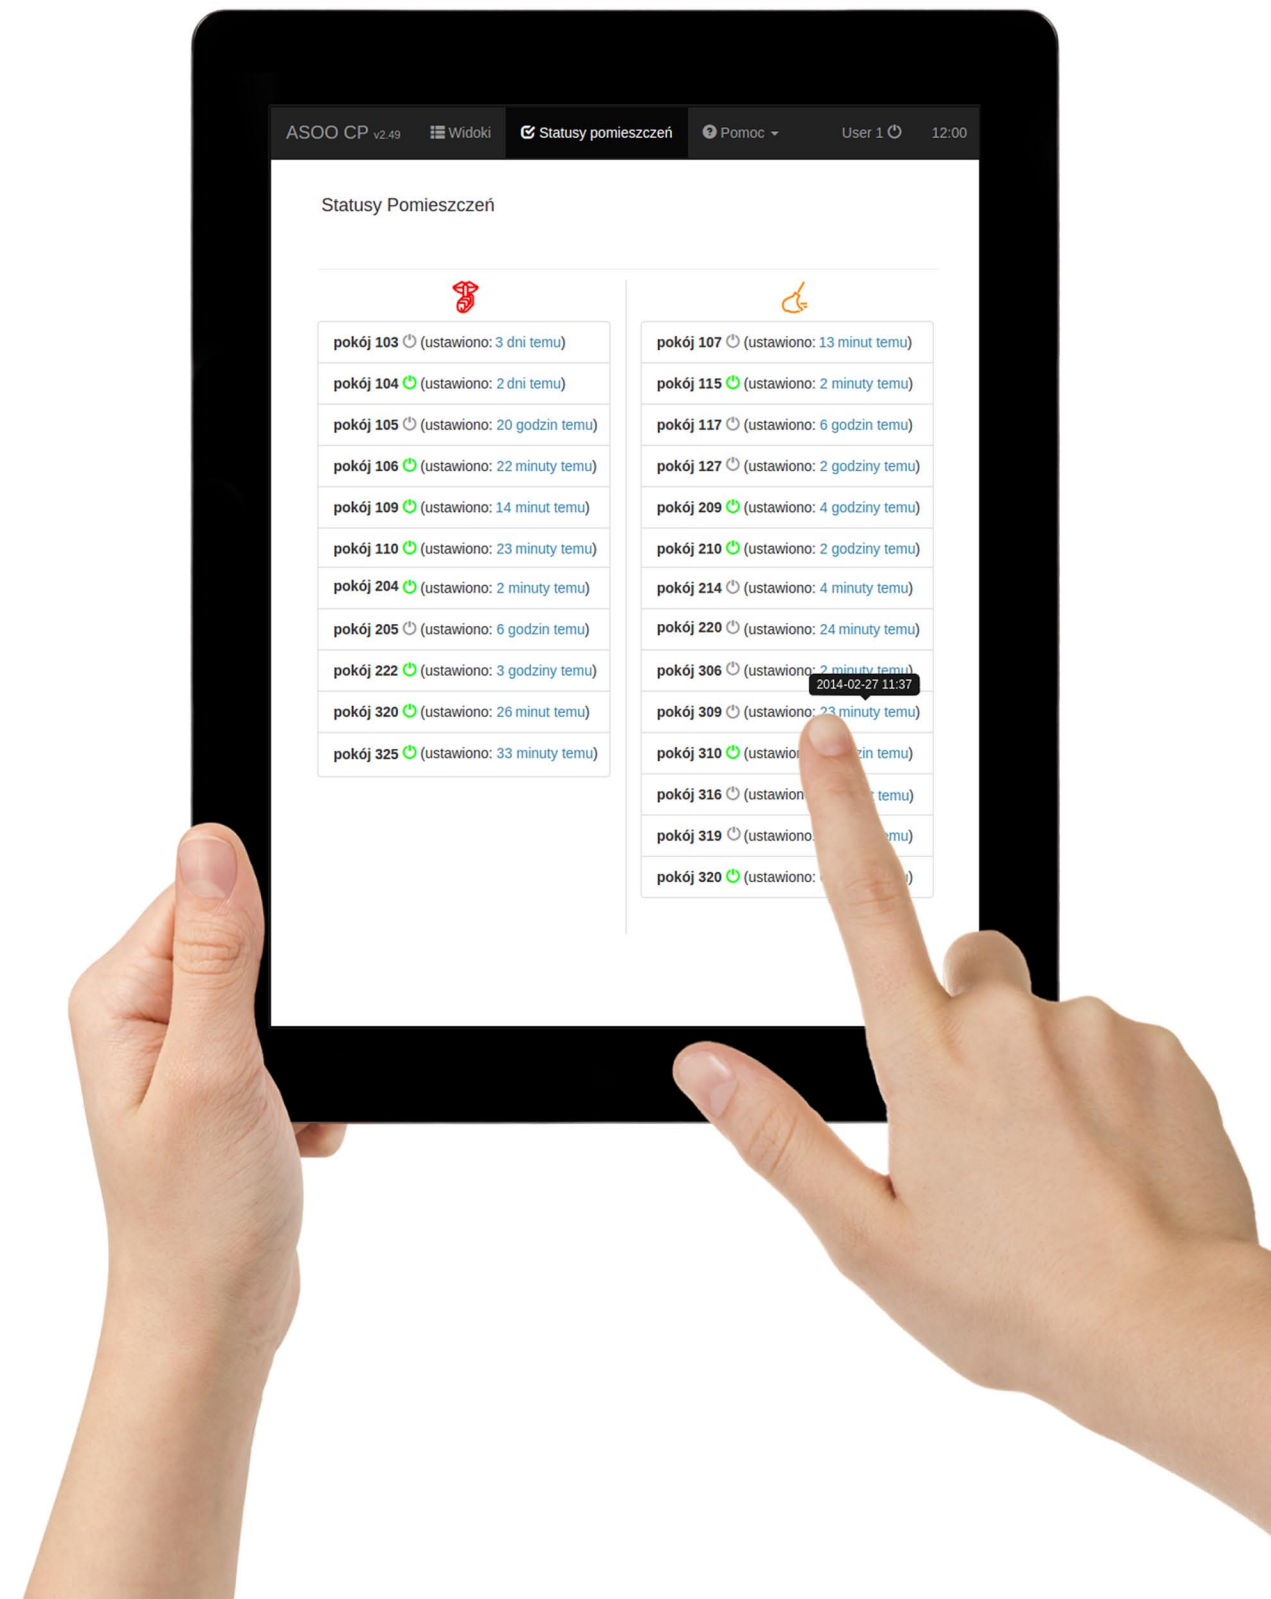 ASOO CP v2.49 Widoki Statusy pomieszczeń Pomoc User 1 12:00
Statusy Pomieszczeń
pokój 103 (ustawiono: 3 dni temu)
pokój 104 (ustawiono: 2 dni temu)
pokój 105 (ustawiono: 20 godzin temu)
pokój 106 (ustawiono: 22 minuty temu)
pokój 109 (ustawiono: 14 minut temu)
pokój 110 (ustawiono: 23 minuty temu)
pokój 204 (ustawiono: 2 minuty temu)
pokój 205 (ustawiono: 6 godzin temu)
pokój 222 (ustawiono: 3 godziny temu)
pokój 320 (ustawiono: 26 minut temu)
pokój 325 (ustawiono: 33 minuty temu)
pokój 107 (ustawiono: 13 minut temu)
pokój 115 (ustawiono: 2 minuty temu)
pokój 117 (ustawiono: 6 godzin temu)
pokój 127 (ustawiono: 2 godziny temu)
pokój 209 (ustawiono: 4 godziny temu)
pokój 210 (ustawiono: 2 godziny temu)
pokój 214 (ustawiono: 4 minuty temu)
pokój 220 (ustawiono: 24 minuty temu)
pokój 306 (ustawiono: 2 minuty temu)
2014-02-27 11:37
pokój 309 (ustawiono: 23 minuty temu)
pokój 310 temu)
pokój 316 temu)
pokój 319
pokój 320 (ustawiono: